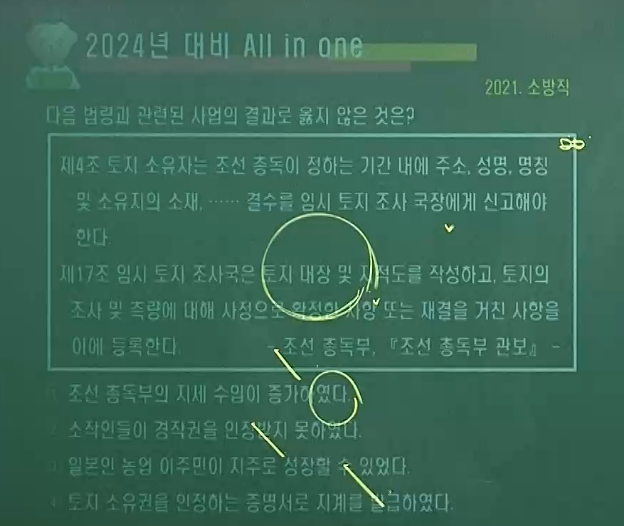 2024년 대비 All in one
2021. 소방직
다음 법령과 관련된 사업의 결과로 옳지 않은 것은?
제4조 토지 소유자는 조선 총독이 정하는 기간 내에 주소, 성명, 명칭
및 소유지의 소재, …… 결수를 임시 토지 조사 국장에게 신고해야
한다.
제17조 임시 토지 조사국은 토지 대장 및 지적도를 작성하고, 토지의
조사 및 측량에 대해 사정으로 확정한 사항 또는 재결을 거친 사항을
이에 등록한다.
- 조선 총독부, 『조선 총독부 관보』 -
1 조선 총독부의 지세 수입이 증가하였다.
2 소작인들이 경작권을 인정받지 못하였다.
3 일본인 농업 이주민이 지주로 성장할 수 있었다.
4 토지 소유권을 인정하는 증명서로 지계를 발급하였다.